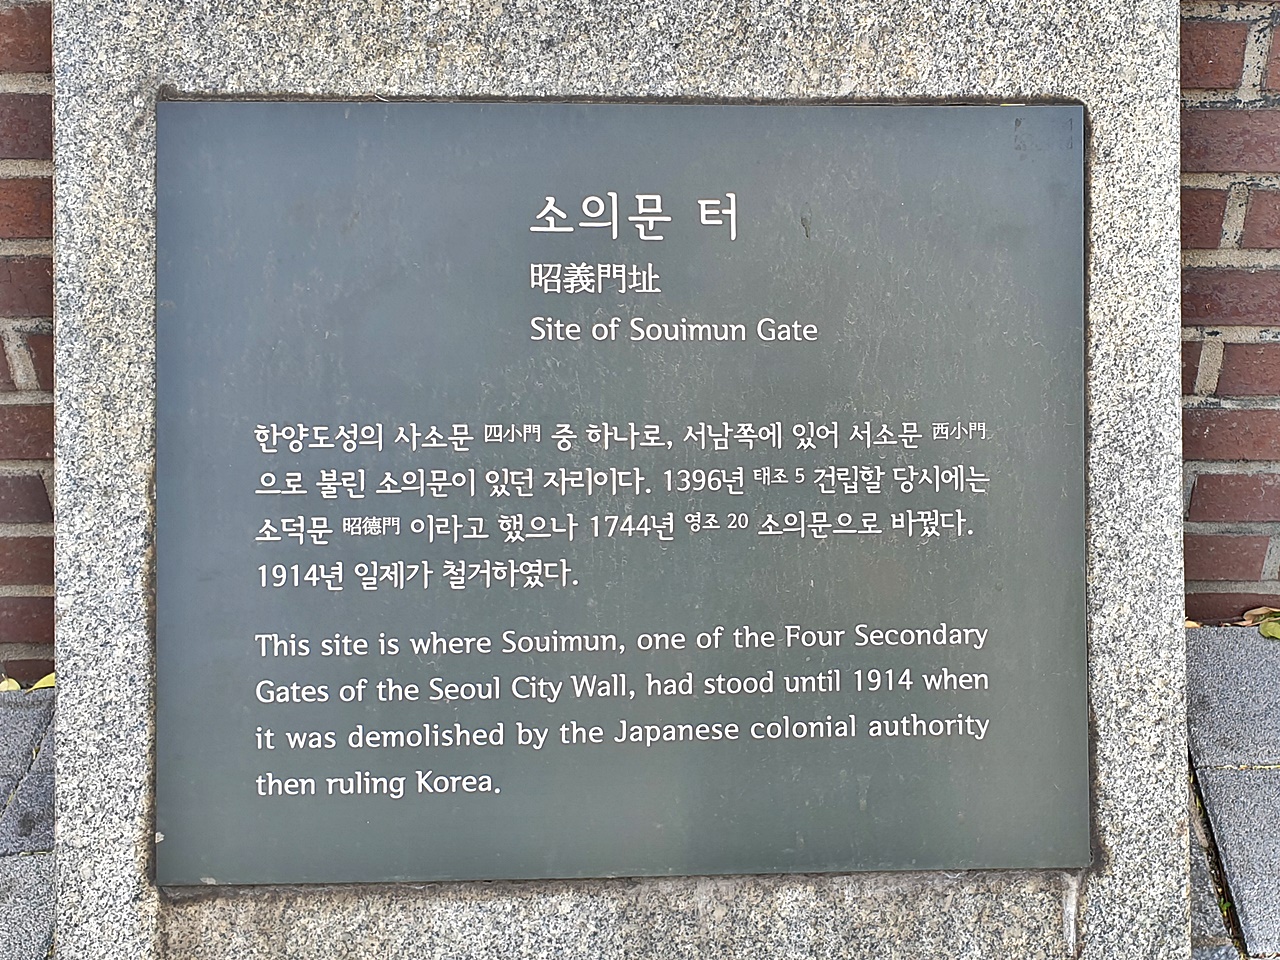 소의문 터
昭義門址
Site of Souimun Gate
한양도성의 사소문 四小門 중 하나로, 서남쪽에 있어 서소문 西小門
으로 불린 소의문이 있던 자리이다. 1396년 태조 5 건립할 당시에는
소덕문 昭德門 이라고 했으나 1744년 영조 20 소의문으로 바꿨다.
1914년 일제가 철거하였다.
This site is where Souimun, one of the Four Secondary
Gates of the Seoul City Wall, had stood until 1914 when
it was demolished by the Japanese colonial authority
then ruling Korea.